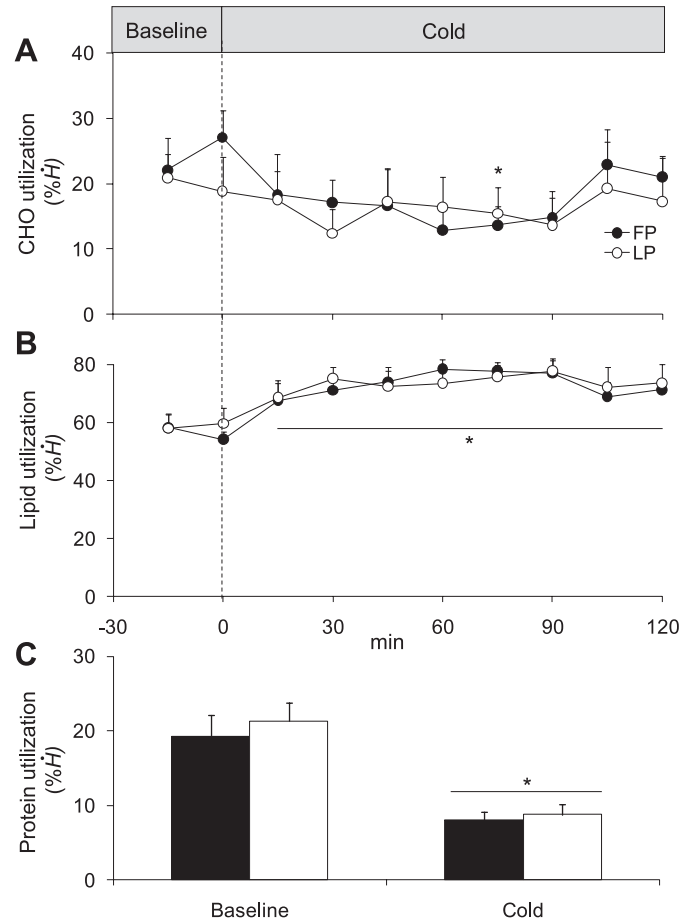 Baseline Cold
A
40
30
20
10
0
CHO utilization
(%Ḣ)
*
FP
LP
B
80
60
40
20
0
Lipid utilization
(%Ḣ)
*
-30 0 30 60 90 120
min
C
30
20
10
0
Protein utilization
(%Ḣ)
*
Baseline Cold